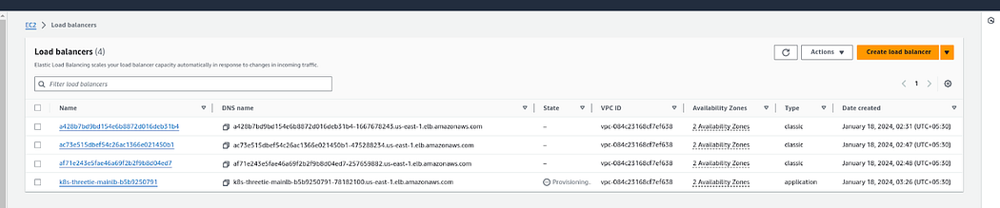 EC2 > Load balancers
Load balancers (4)
Elastic Load Balancing scales your load balancer capacity automatically in response to changes in incoming traffic.
Actions
Create load balancer
Filter load balancers
1
Name DNS name State VPC ID Availability Zones Type Date created
a428b7bd9bd154e6b8872d016deb31b4 a428b7bd9bd154e6b8872d016deb31b4-1667678243.us-east-1.elb.amazonaws.com – vpc-084c23168cf7ef638 2 Availability Zones classic January 18, 2024, 02:31 (UTC+05:30)
ac73e515dbef54c26ac1366e021450b1 ac73e515dbef54c26ac1366e021450b1-475288234.us-east-1.elb.amazonaws.com – vpc-084c23168cf7ef638 2 Availability Zones classic January 18, 2024, 02:47 (UTC+05:30)
af71e243e5fae46a69f2b2f9b8d04ed7 af71e243e5fae46a69f2b2f9b8d04ed7-257659882.us-east-1.elb.amazonaws.com – vpc-084c23168cf7ef638 2 Availability Zones classic January 18, 2024, 02:48 (UTC+05:30)
k8s-threetie-mainlb-b5b9250791 k8s-threetie-mainlb-b5b9250791-78182100.us-east-1.elb.amazonaws.com Provisioning.. vpc-084c23168cf7ef638 2 Availability Zones application January 18, 2024, 03:26 (UTC+05:30)